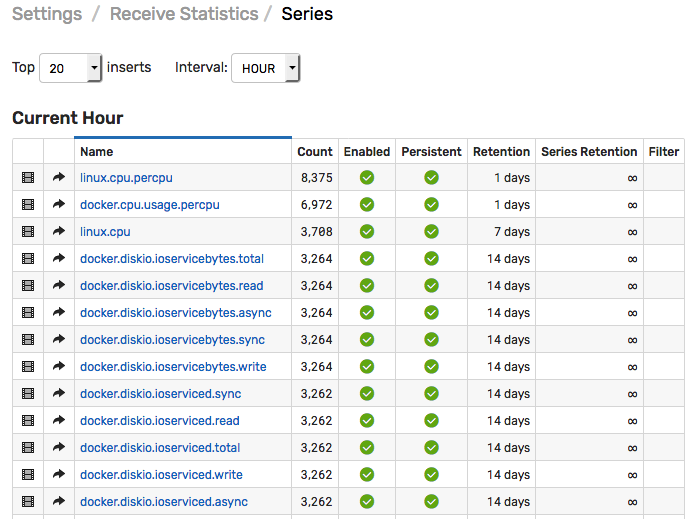 Settings / Receive Statistics / Series
Top 20 inserts Interval: HOUR
Current Hour
Name Count Enabled Persistent Retention Series Retention Filter
linux.cpu.percpu 8,375 1 days ∞
docker.cpu.usage.percpu 6,972 1 days ∞
linux.cpu 3,708 7 days ∞
docker.diskio.ioservicebytes.total 3,264 14 days ∞
docker.diskio.ioservicebytes.read 3,264 14 days ∞
docker.diskio.ioservicebytes.async 3,264 14 days ∞
docker.diskio.ioservicebytes.sync 3,264 14 days ∞
docker.diskio.ioservicebytes.write 3,264 14 days ∞
docker.diskio.ioserviced.sync 3,262 14 days ∞
docker.diskio.ioserviced.read 3,262 14 days ∞
docker.diskio.ioserviced.total 3,262 14 days ∞
docker.diskio.ioserviced.write 3,262 14 days ∞
docker.diskio.ioserviced.async 3,262 14 days ∞